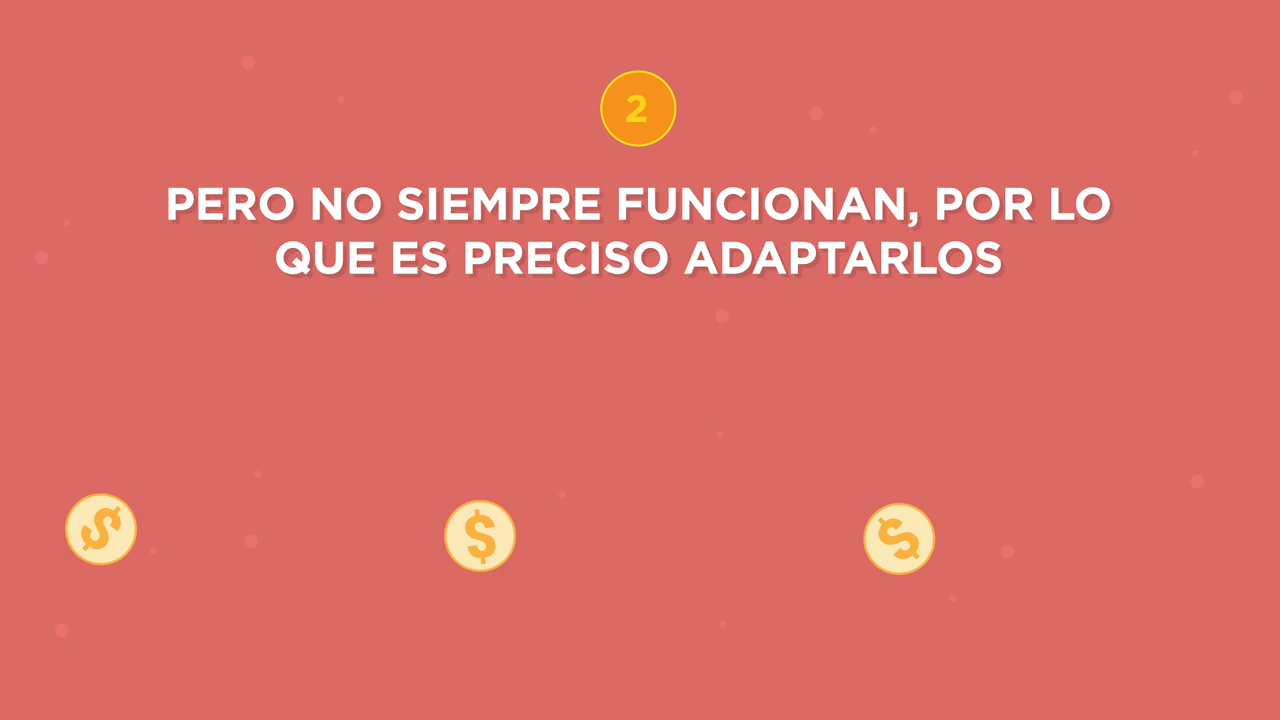 2
PERO NO SIEMPRE FUNCIONAN, POR LO
QUE ES PRECISO ADAPTARLOS
$ $ $